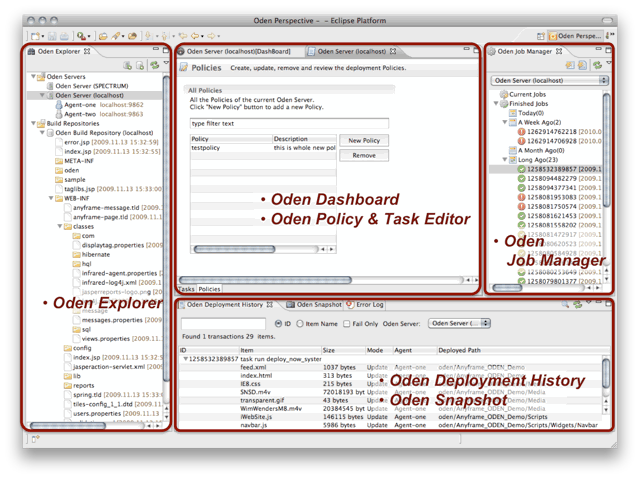 Oden Perspective - - Eclipse Platform
Oden Perspe...
Oden Explorer
Oden Servers
Oden Server (SPECTRUM)
Oden Server (localhost)
Agent-one localhost:9862
Agent-two localhost:9863
Build Repositories
Oden Build Repository (localhost)
error.jsp [2009.11.13 15:32:59]
index.jsp [2009.11.13 15:32:55]
META-INF
oden
sample
taglibs.jsp [2009.11.13 15:33:00
WEB-INF
anyframe-message.tld [2009.11
anyframe-page.tld [2009.11.13
classes
com
displaytag.properties [2009.
hibernate
hql
infrared-agent.properties [2
infrared-log4j.xml [2009.11
jasperreports-logo.png [20
log4j.xml [2009.11.13
message
messages.properties [2009.
sql
views.properties [2009.11.
config
index.jsp [2009.11.13 15:32:5
jasperaction-servlet.xml [2009
lib
reports
spring.tld [2009.11.13 15:32:
tiles-config_1_1.dtd [2009.11
users.properties [2009.11.13
• Oden Explorer
Oden Server (localhost)[DashBoard]
Oden Server (localhost)
Policies Create, update, remove and review the deployment Policies.
All Policies
All the Policies of the current Oden Server.
Click "New Policy" button to add a new Policy.
type filter text
Policy Description
testpolicy this is whole new pol
New Policy
Remove
• Oden Dashboard
• Oden Policy & Task Editor
Tasks Policies
Oden Job Manager
Oden Server (localhost)
Current Jobs
Finished Jobs
Today(0)
A Week Ago(2)
1262914762218 [2010.0
1262914706928 [2010.0
A Month Ago(0)
Long Ago(23)
1258532389857 [2009.1
1258094482279 [2009.1
1258094377341 [2009.1
1258081953083 [2009.1
1258081750574 [2009.1
1258081621453 [2009.1
1258081558202 [2009.1
1258081472917 [2009.1
1258080620523 [2009.1
1258080584928 [2009.1
1258080251649 [2009.1
1258079801377 [2009.1
• Oden
Job Manager
Oden Deployment History
Oden Snapshot
Error Log
ID Item Name Fail Only Oden Server: Oden Server (...
Found 1 transactions 29 items.
ID Item Size Mode Agent Deployed Path
1258532389857 task run deploy_now_syster
feed.xml 1037 bytes Update Agent-one oden/Anyframe_ODEN_Demo
index.html 313 bytes Update Agent-one oden/Anyframe_ODEN_Demo
IE8.css 215 bytes Update
SNSD.m4v 72018193 byt Update /Media
transparent.gif 43 bytes Update Agent-one oden/Anyframe_ODEN_Demo/Media
WimWendersMB.m4v 20384545 byt Update
iWebSite.js 146115 bytes Update Agent-one oden/Anyframe_ODEN_Demo/Scripts
navbar.js 5986 bytes Update Agent-one oden/Anyframe_ODEN_Demo/Scripts/Widgets/Navbar
• Oden Deployment History
• Oden Snapshot